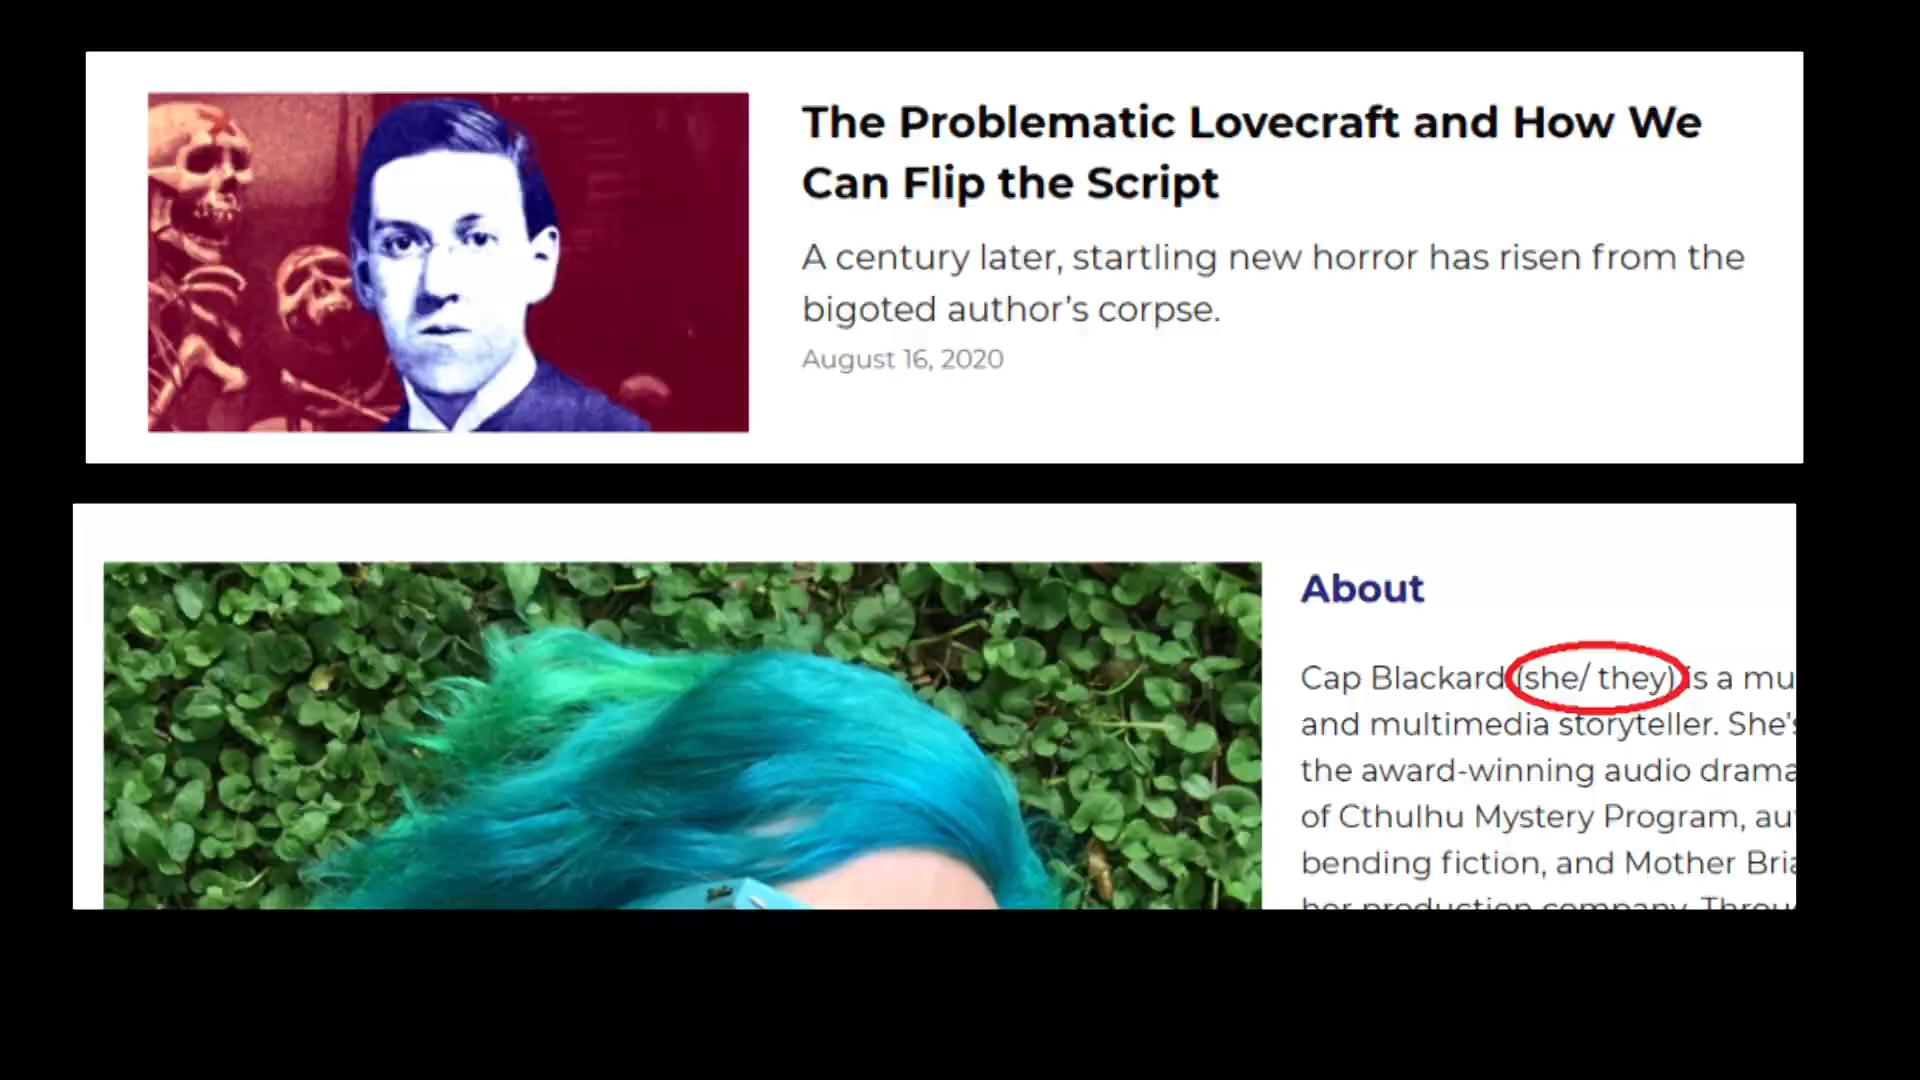 The Problematic Lovecraft and How We
Can Flip the Script
A century later, startling new horror has risen from the
bigoted author's corpse.
August 16, 2020
About
Cap Blackard (she/ they) is a mu
and multimedia storyteller. She's
the award-winning audio drama
of Cthulhu Mystery Program, au
bending fiction, and Mother Bria
her production company. Throu